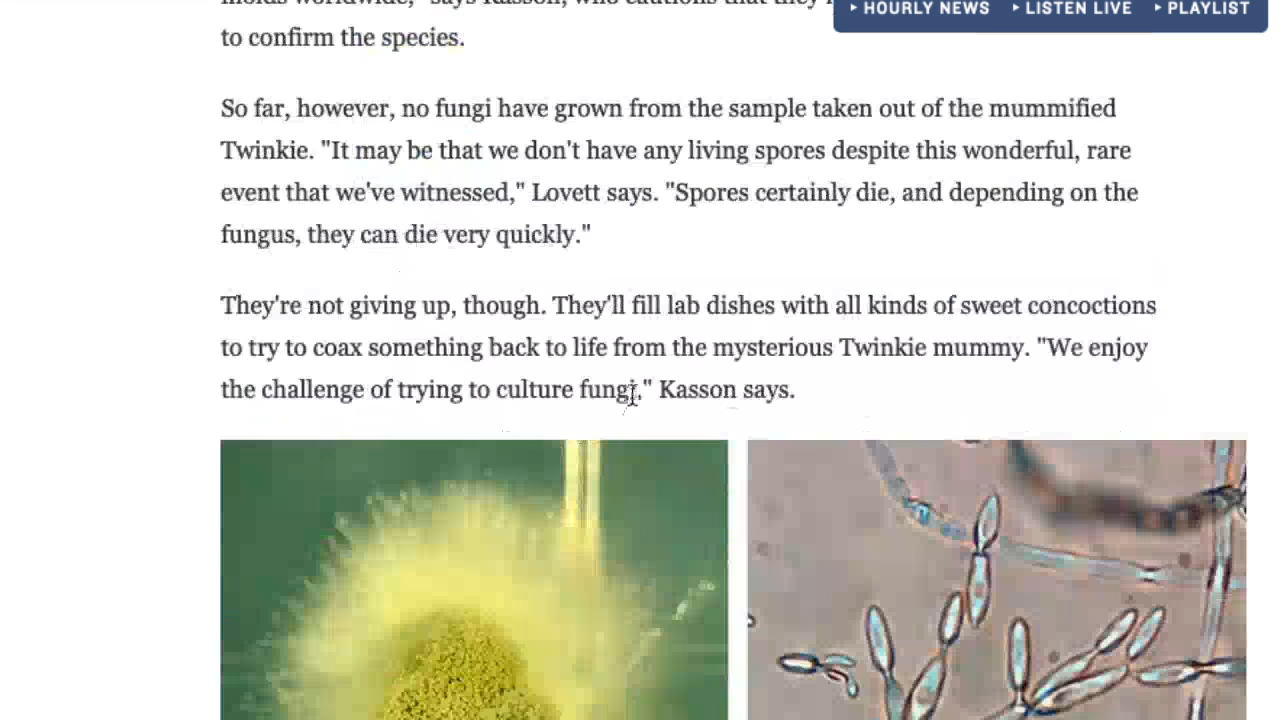 HOURLY NEWS LISTEN LIVE PLAYLIST
to confirm the species.
So far, however, no fungi have grown from the sample taken out of the mummified
Twinkie. "It may be that we don't have any living spores despite this wonderful, rare
event that we've witnessed," Lovett says. "Spores certainly die, and depending on the
fungus, they can die very quickly."
They're not giving up, though. They'll fill lab dishes with all kinds of sweet concoctions
to try to coax something back to life from the mysterious Twinkie mummy. "We enjoy
the challenge of trying to culture fungi," Kasson says.